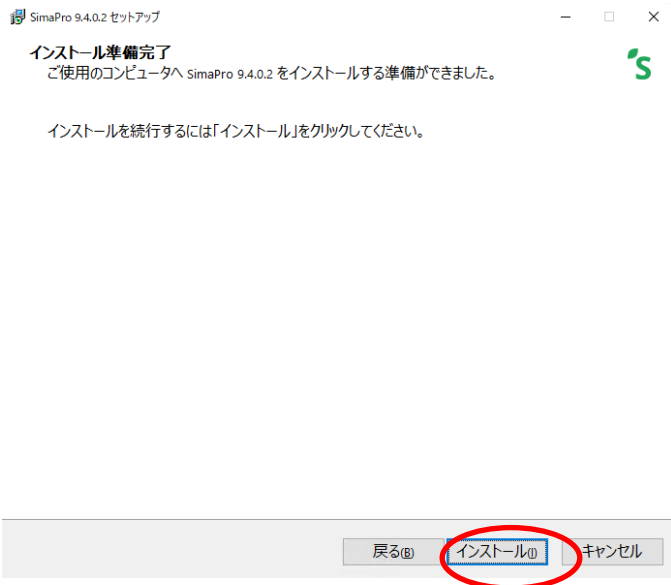 SimaPro 9.4.0.2 セットアップ
インストール準備完了
ご使用のコンピュータへ SimaPro 9.4.0.2 をインストールする準備ができました。
S
インストールを続行するには「インストール」をクリックしてください。
戻る(B) インストール(I) キャンセル